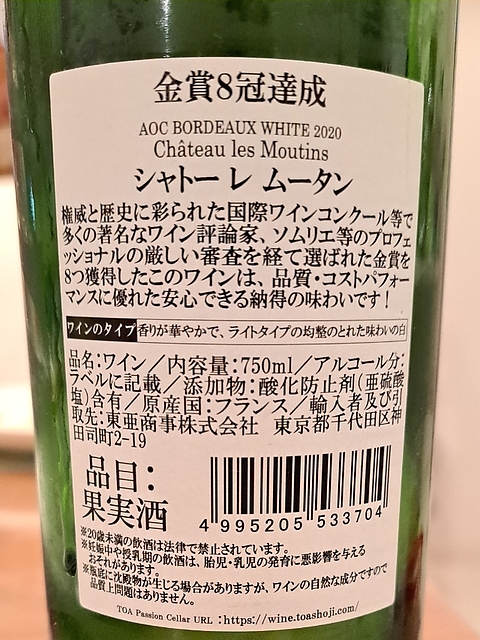 金賞8冠達成
AOC BORDEAUX WHITE 2020
Château les Moutins
シャトー レ ムータン
権威と歴史に彩られた国際ワインコンクール等で
多くの著名なワイン評論家、ソムリエ等のプロフェ
ッショナルの厳しい審査を経て選ばれた金賞を
8つ獲得したこのワインは、品質・コストパフォー
マンスに優れた安心できる納得の味わいです!
ワインのタイプ 香りが華やかで、ライトタイプの均整のとれた味わいの白
品名:ワイン/内容量:750ml/アルコール分:
ラベルに記載/添加物:酸化防止剤(亜硫酸
塩)含有/原産国:フランス/輸入者及び引
取先:東亜商事株式会社 東京都千代田区神
田司町2-19
品目:
果実酒
4 995205 533704
※20歳未満の飲酒は法律で禁止されています。
※妊娠中や授乳期の飲酒は、胎児・乳児の発育に悪影響を与える
おそれがあります。
※瓶底に沈殿物が生じる場合がありますが、ワインの自然な成分ですので
品質上問題はありません。
TOA Passion Cellar URL :https://wine.toashoji.com/